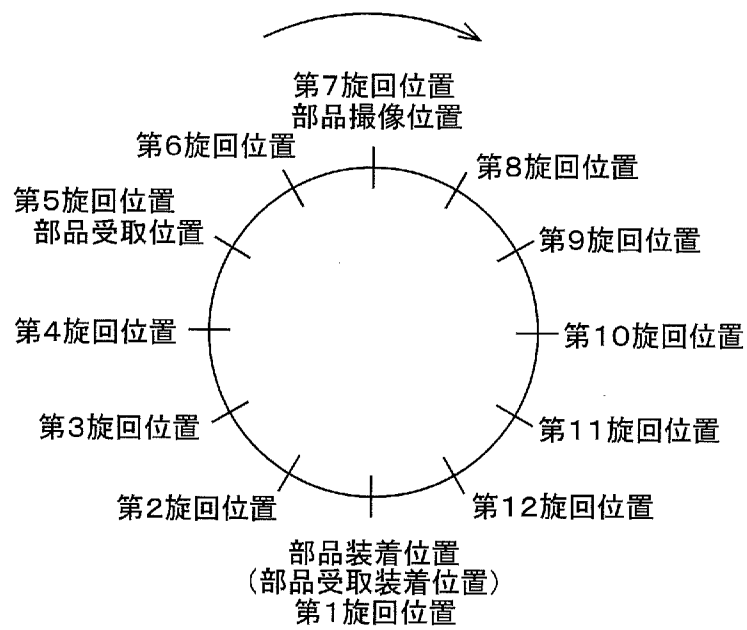 第7旋回位置
部品撮像位置
第6旋回位置
第8旋回位置
第5旋回位置
部品受取位置
第9旋回位置
第4旋回位置
第10旋回位置
第3旋回位置
第11旋回位置
第2旋回位置
第12旋回位置
部品装着位置
(部品受取装着位置)
第1旋回位置